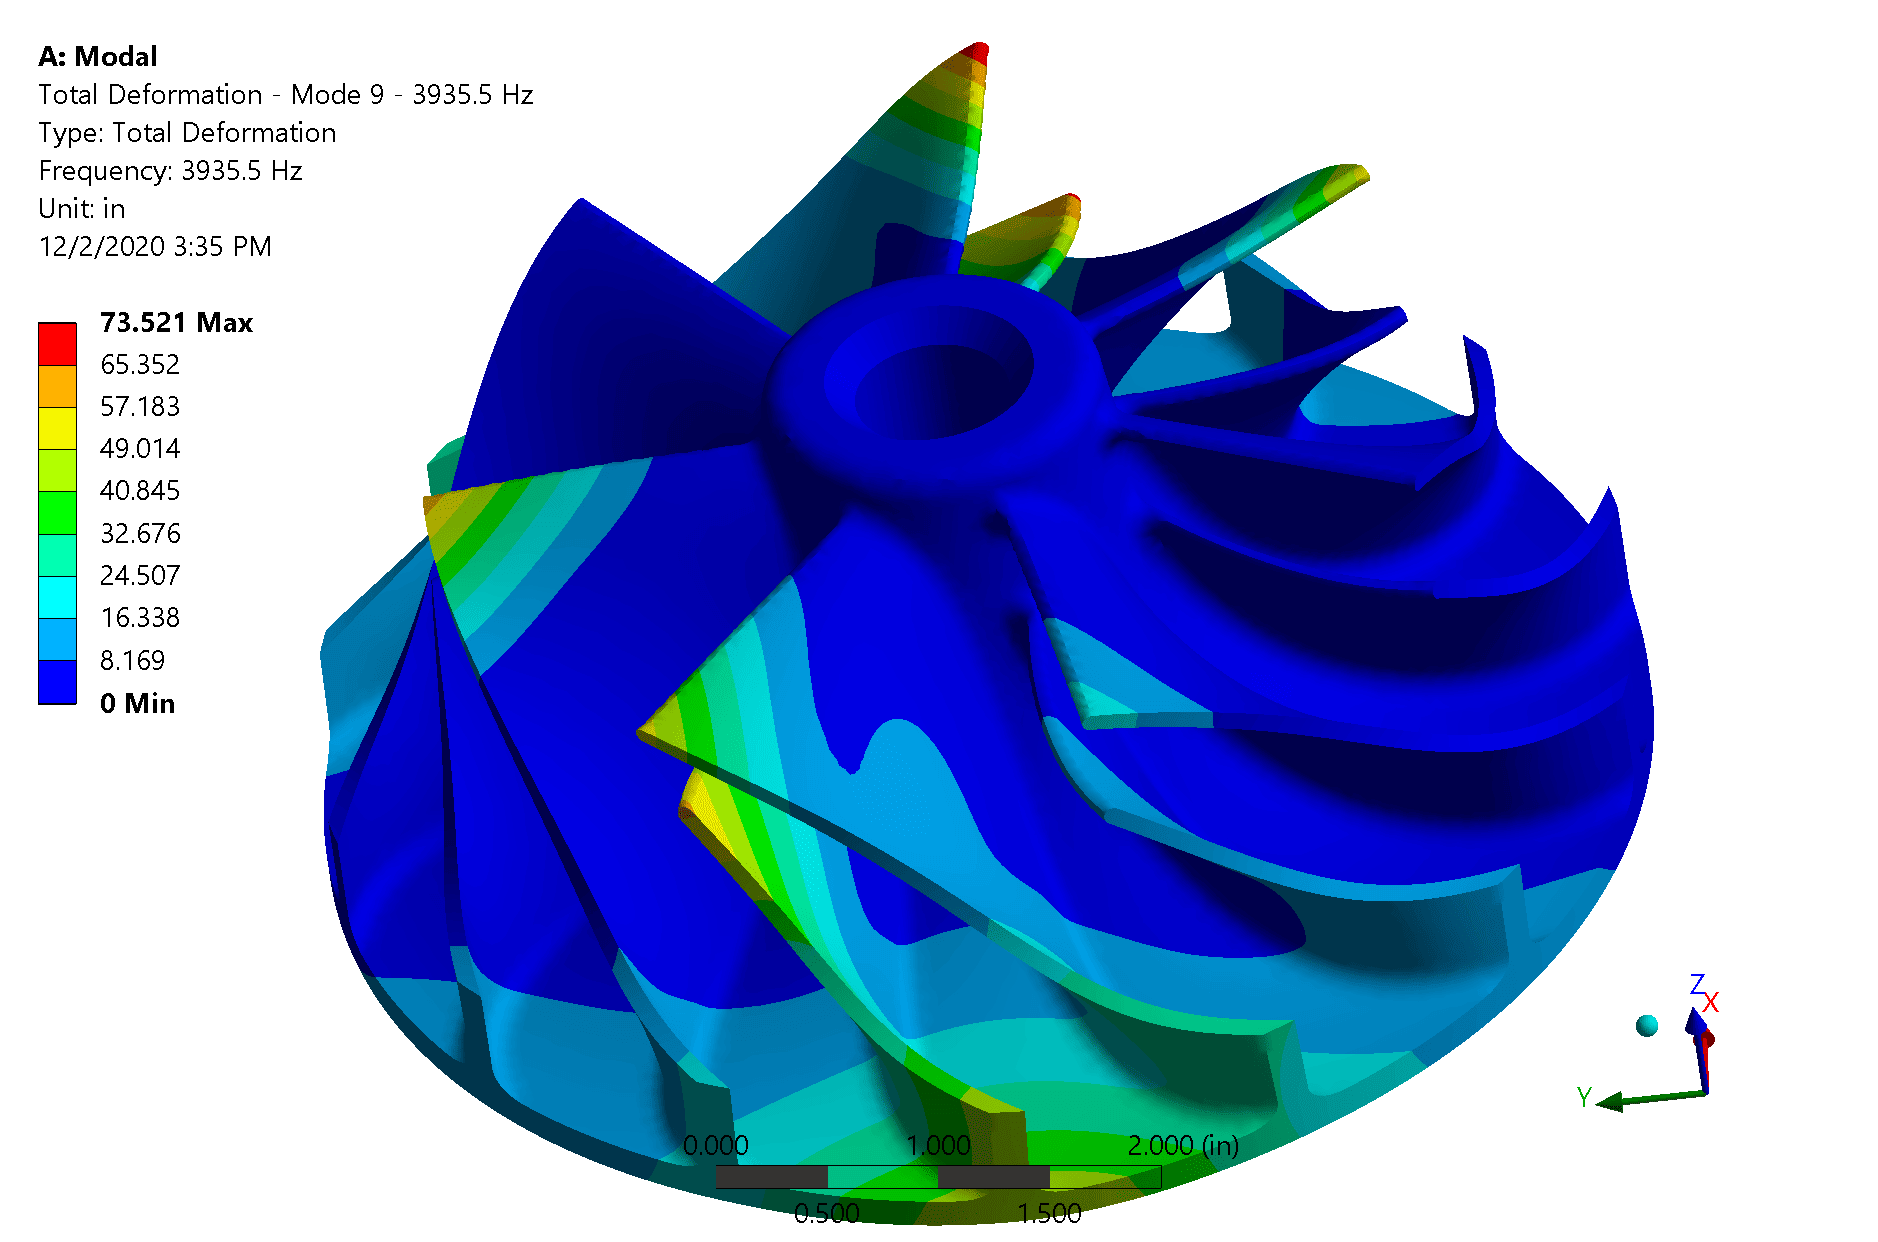 A: Modal
Total Deformation - Mode 9 - 3935.5 Hz
Type: Total Deformation
Frequency: 3935.5 Hz
Unit: in
12/2/2020 3:35 PM
73.521 Max
65.352
57.183
49.014
40.845
32.676
24.507
16.338
8.169
0 Min
Z
X
Y
0.000 1.000 2.000 (in)
0.500 1.500